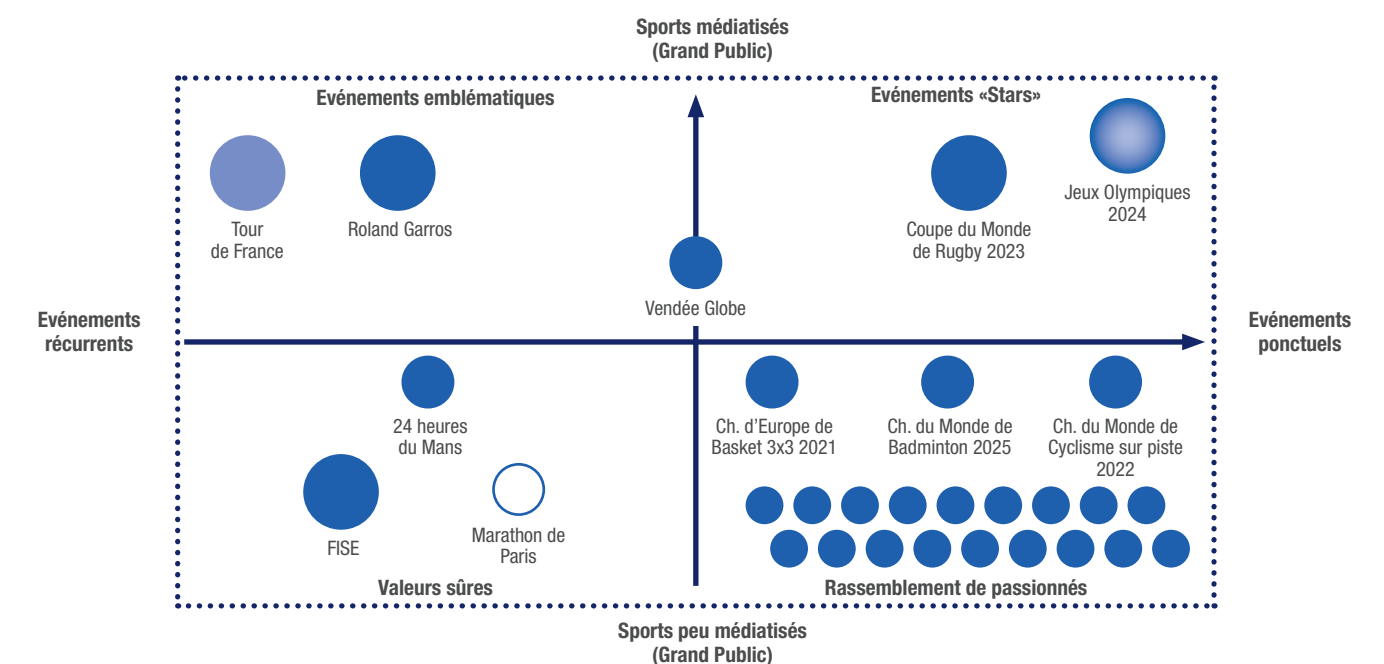 Sports médiatisés
(Grand Public)
Evénements emblématiques
Evénements «Stars»
Tour
de France
Roland Garros
Coupe du Monde
de Rugby 2023
Jeux Olympiques
2024
Vendée Globe
Evénements
récurrents
Evénements
ponctuels
24 heures
du Mans
Ch. d'Europe de
Basket 3x3 2021
Ch. du Monde de
Badminton 2025
Ch. du Monde de
Cyclisme sur piste
2022
FISE
Marathon de
Paris
Valeurs sûres
Rassemblement de passionnés
Sports peu médiatisés
(Grand Public)